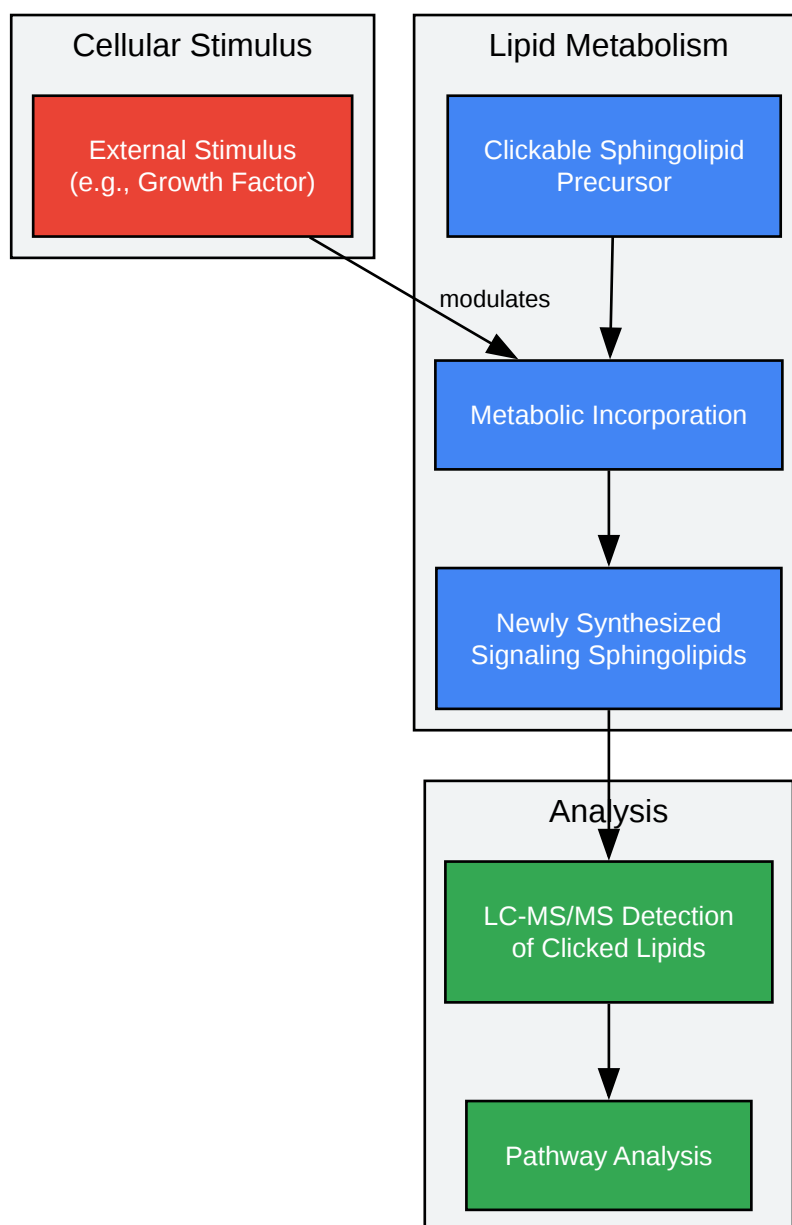 Cellular Stimulus
External Stimulus
(e.g., Growth Factor)
Lipid Metabolism
Clickable Sphingolipid
Precursor
modulates
Metabolic Incorporation
Newly Synthesized
Signaling Sphingolipids
Analysis
LC-MS/MS Detection
of Clicked Lipids
Pathway Analysis